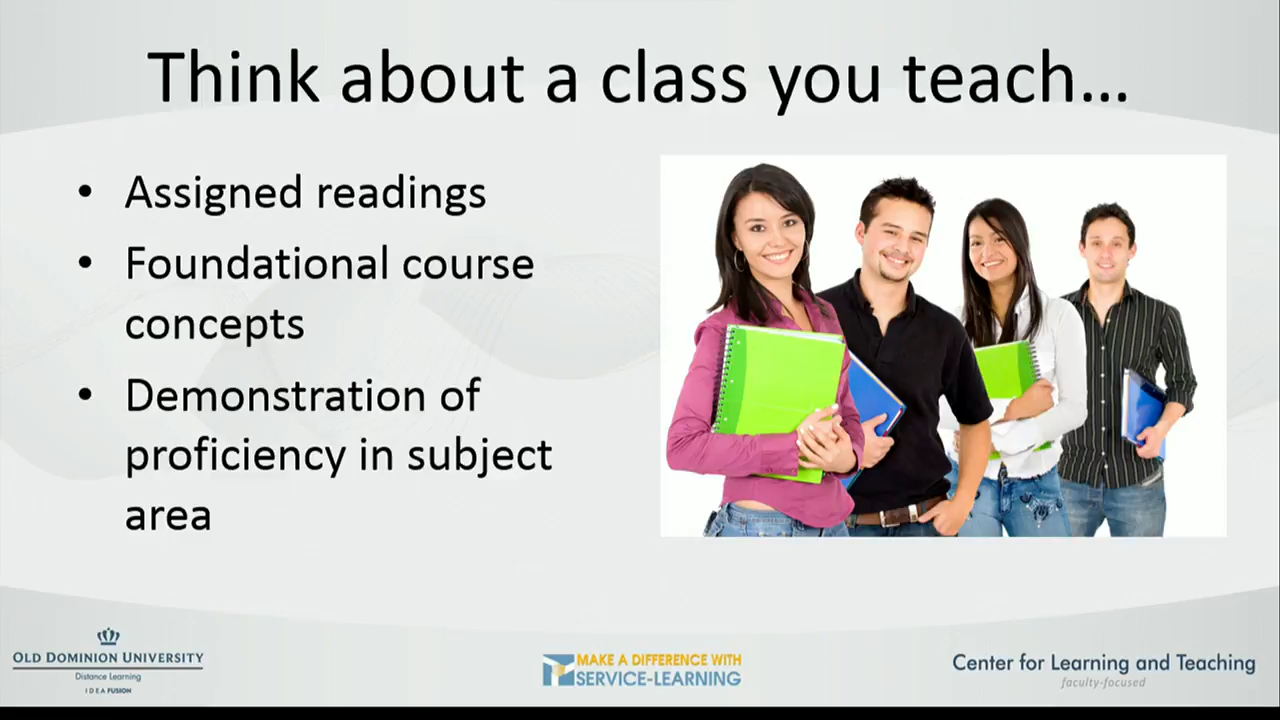 Think about a class you teach...
• Assigned readings
• Foundational course
concepts
• Demonstration of
proficiency in subject
area
OLD DOMINION UNIVERSITY
Distance Learning
IDEA FUSION
MAKE A DIFFERENCE WITH
SERVICE-LEARNING
Center for Learning and Teaching
faculty-focused